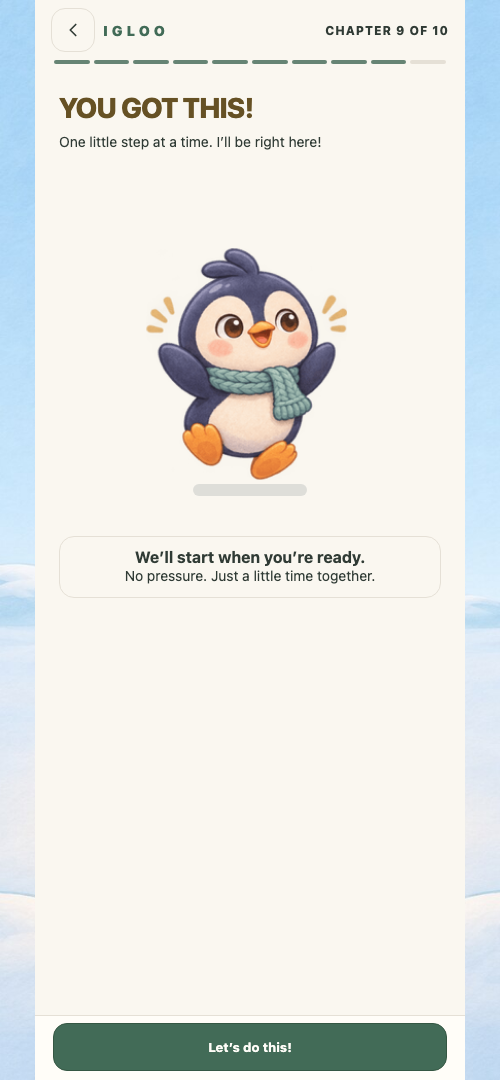 IGLOO
CHAPTER 9 OF 10
YOU GOT THIS!
One little step at a time. I’ll be right here!
We’ll start when you’re ready.
No pressure. Just a little time together.
Let’s do this!